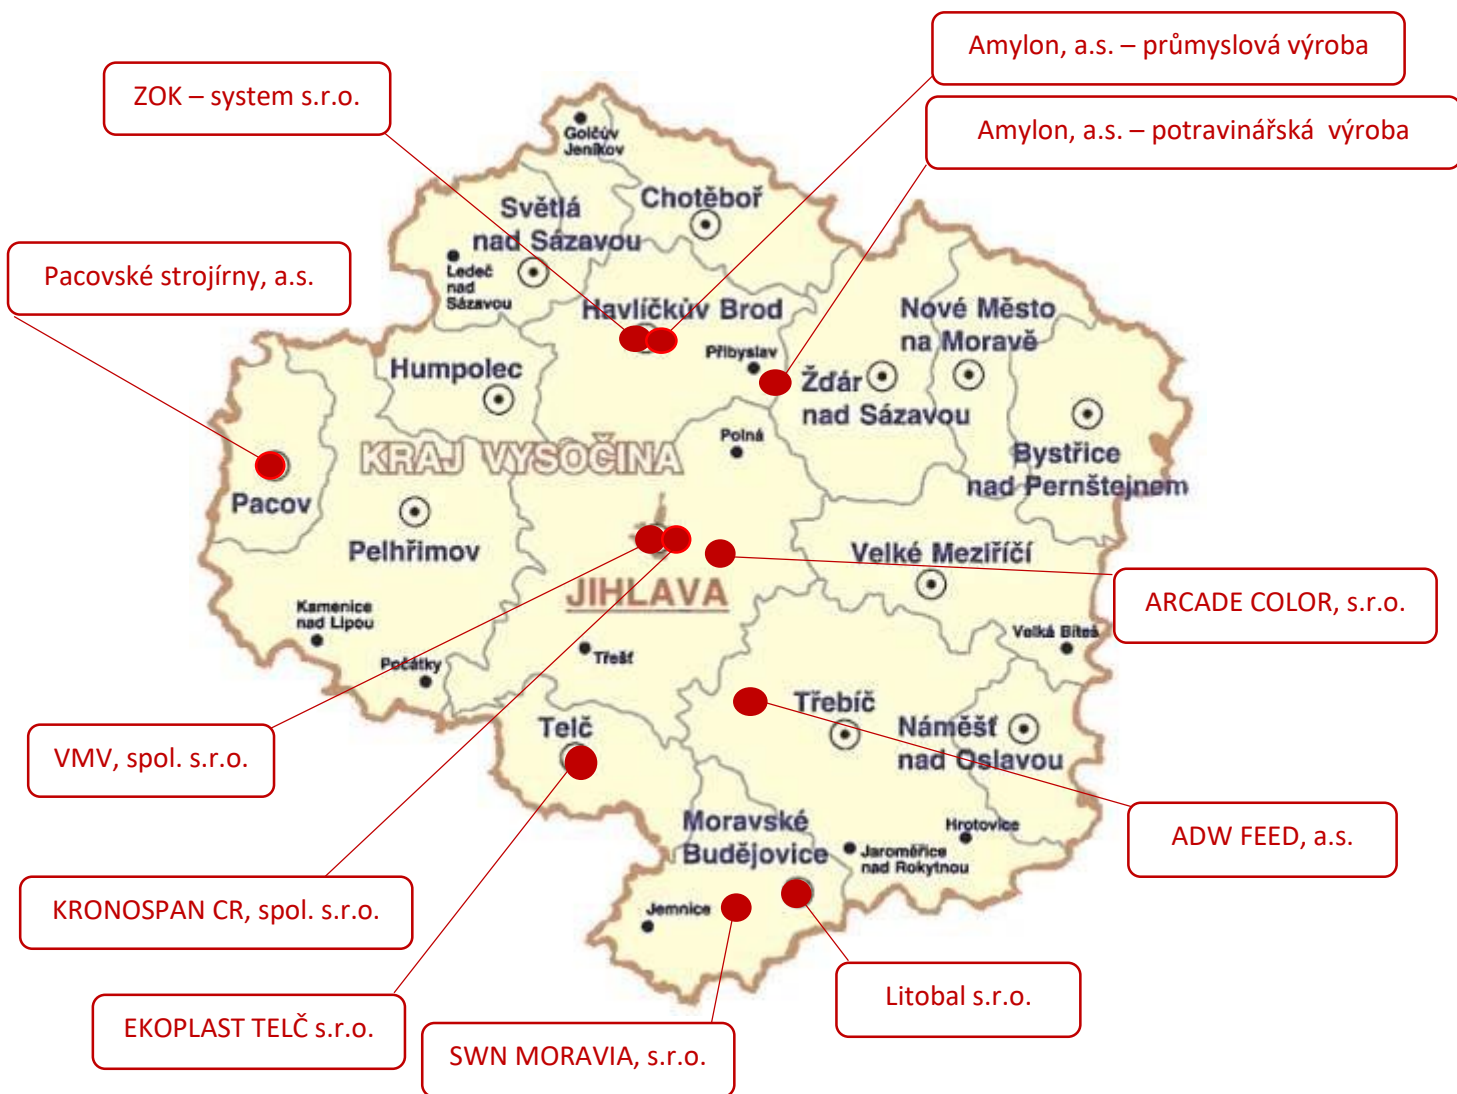 Amylon, a.s. – průmyslová výroba
ZOK – system s.r.o.
Amylon, a.s. – potravinářská výroba
Golčův
Jeníkov
Chotěboř
Světlá
nad Sázavou
Ledeč
nad
Sázavou
Pacovské strojírny, a.s.
Havlíčkův Brod
Nové Město
na Moravě
Přibyslav
Humpolec
Žďár
nad Sázavou
Polná
KRAJ VYSOČINA
Bystřice
nad Pernštejnem
Pacov
Pelhřimov
Velké Meziříčí
JIHLAVA
ARCADE COLOR, s.r.o.
Kamenice
nad Lipou
Velká Bíteš
Počátky
Třešť
Třebíč
Telč
Náměšť
nad Oslavou
VMV, spol. s.r.o.
Moravské
Budějovice
Hrotovice
Jaroměřice
nad Rokytnou
ADW FEED, a.s.
KRONOSPAN CR, spol. s.r.o.
Jemnice
Litobal s.r.o.
EKOPLAST TELČ s.r.o.
SWN MORAVIA, s.r.o.